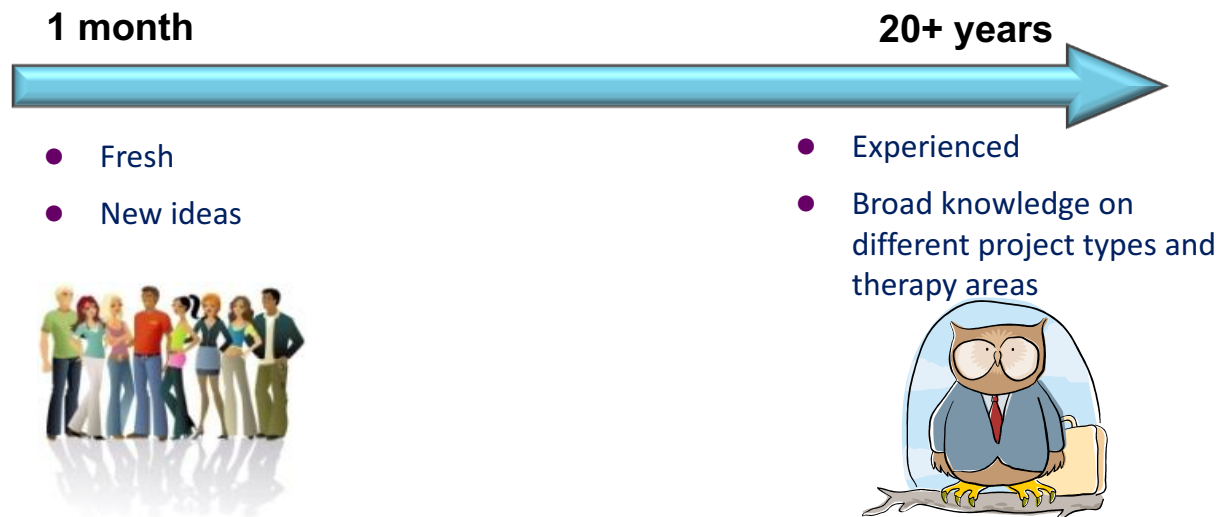 1 month
20+ years
Fresh
New ideas
Experienced
Broad knowledge on
different project types and
therapy areas